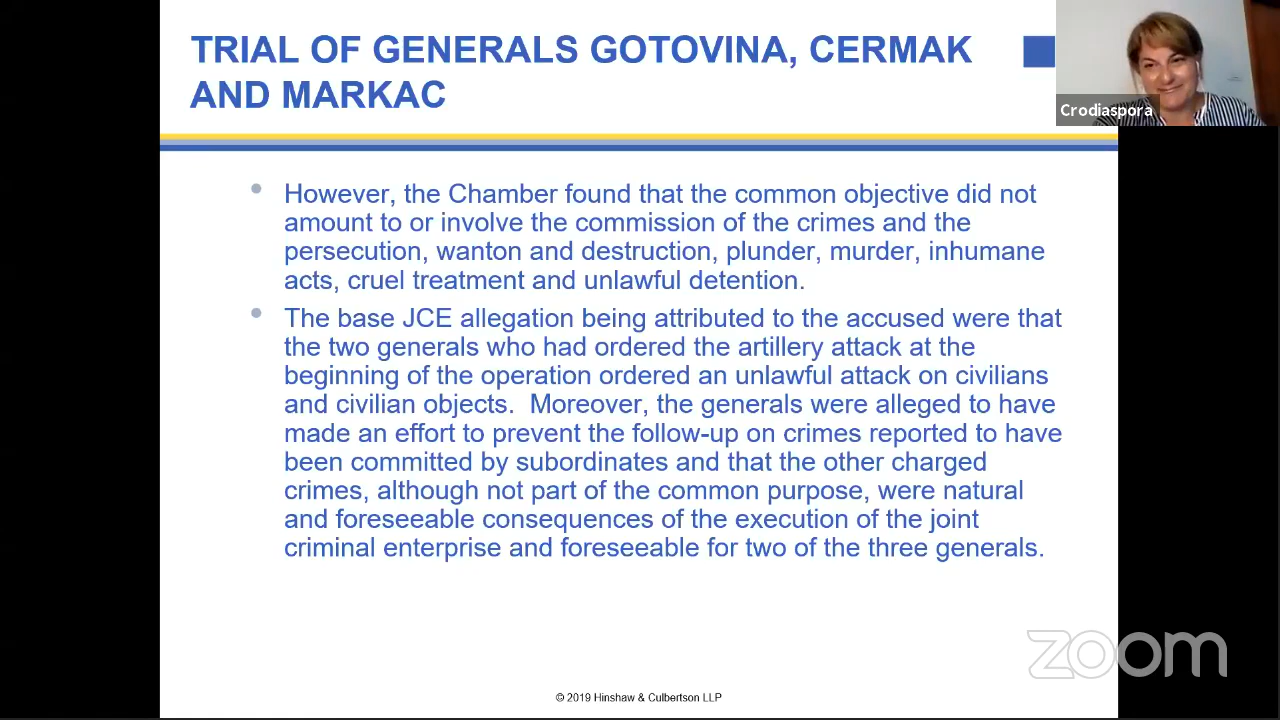 TRIAL OF GENERALS GOTOVINA, CERMAK
AND MARKAC
Crodiaspora
However, the Chamber found that the common objective did not
amount to or involve the commission of the crimes and the
persecution, wanton and destruction, plunder, murder, inhumane
acts, cruel treatment and unlawful detention.
The base JCE allegation being attributed to the accused were that
the two generals who had ordered the artillery attack at the
beginning of the operation ordered an unlawful attack on civilians
and civilian objects.  Moreover, the generals were alleged to have
made an effort to prevent the follow-up on crimes reported to have
been committed by subordinates and that the other charged
crimes, although not part of the common purpose, were natural
and foreseeable consequences of the execution of the joint
criminal enterprise and foreseeable for two of the three generals.
zoom
© 2019 Hinshaw & Culbertson LLP